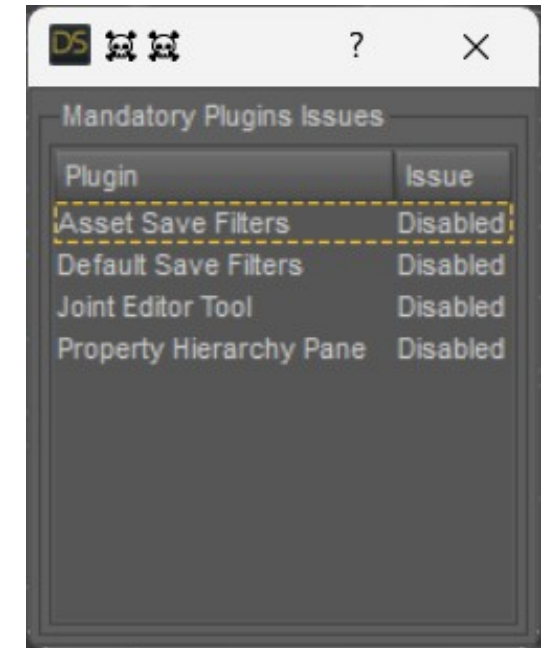 DS ☠☠ ?
Mandatory Plugins Issues
Plugin Issue
Asset Save Filters Disabled
Default Save Filters Disabled
Joint Editor Tool Disabled
Property Hierarchy Pane Disabled